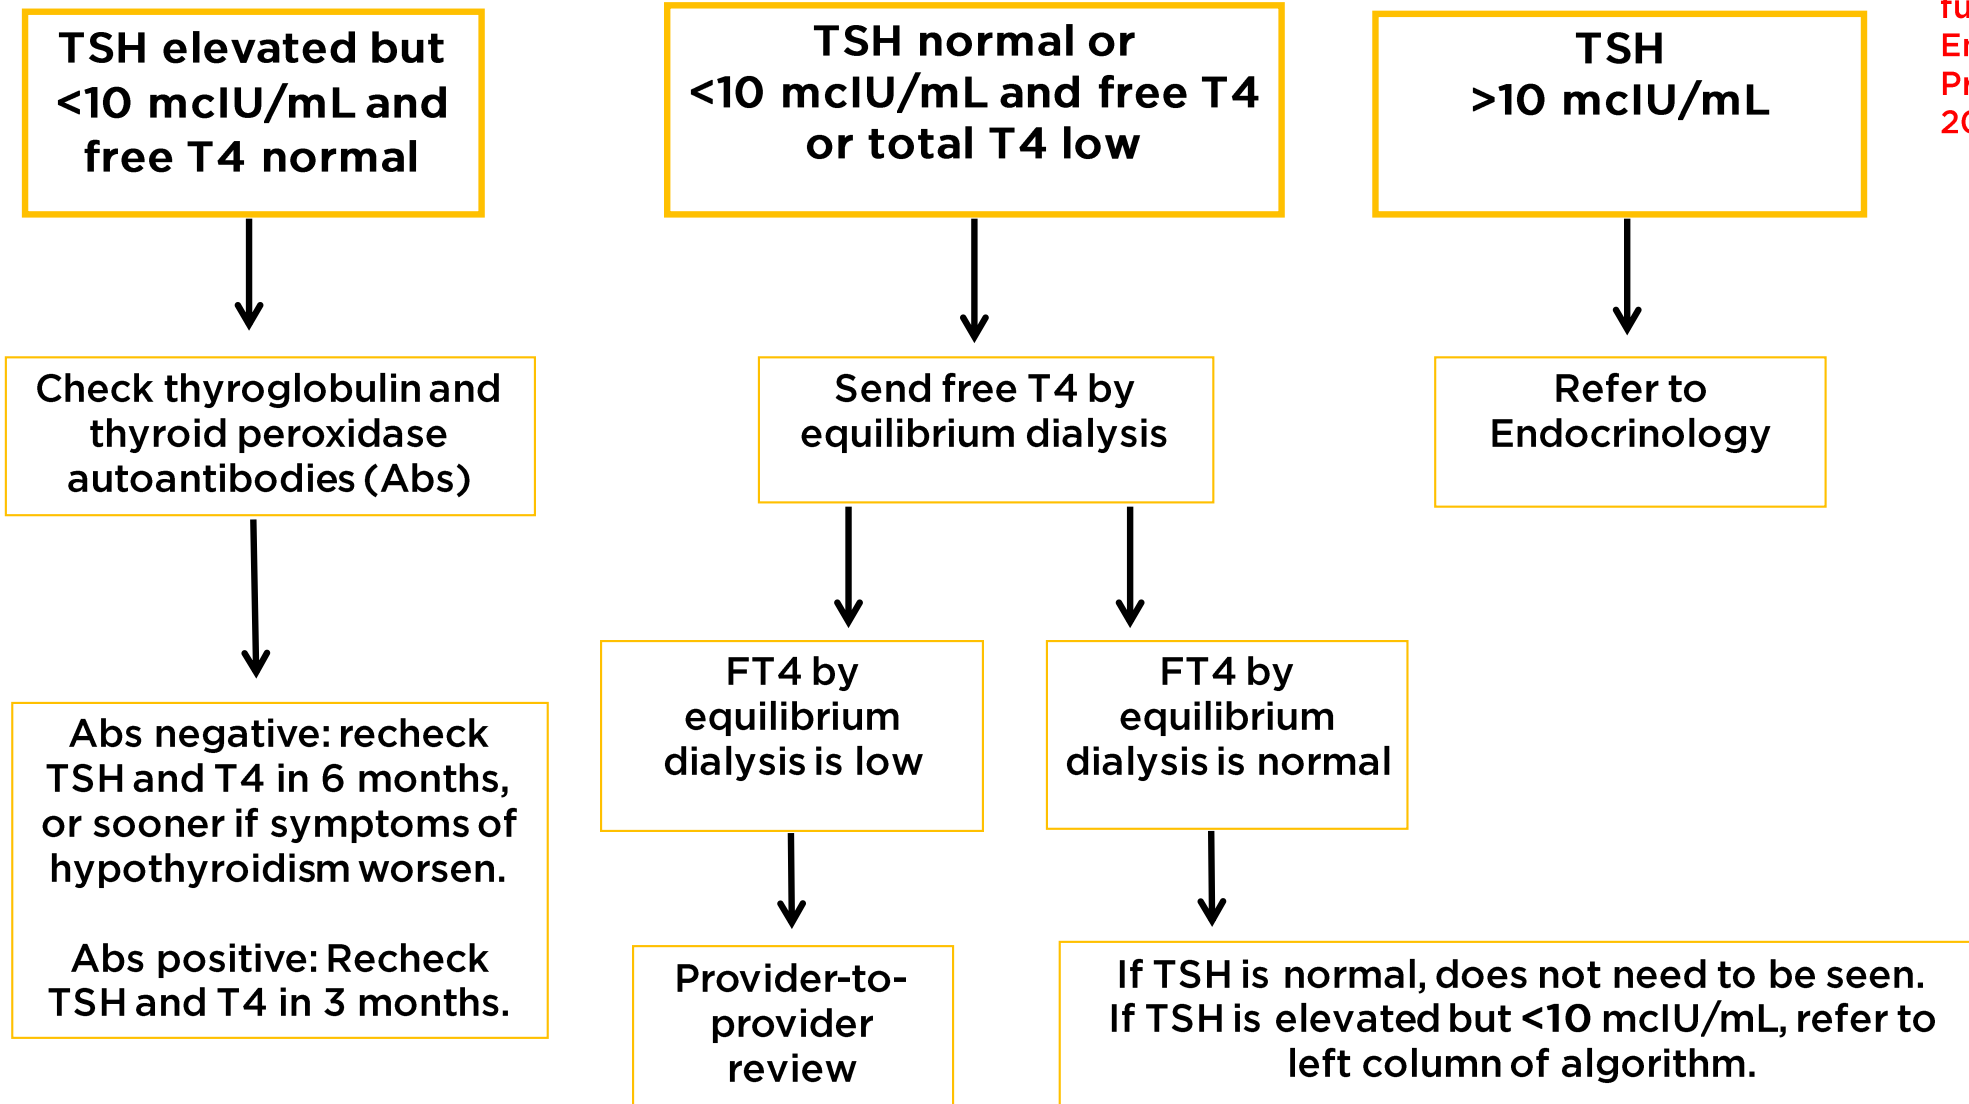 TSH elevated but
<10 mcIU/mL and
free T4 normal
TSH normal or
<10 mcIU/mL and free T4
or total T4 low
TSH
>10 mcIU/mL
Check thyroglobulin and
thyroid peroxidase
autoantibodies (Abs)
Send free T4 by
equilibrium dialysis
Refer to
Endocrinology
FT4 by
equilibrium
dialysis is low
FT4 by
equilibrium
dialysis is normal
Abs negative: recheck
TSH and T4 in 6 months,
or sooner if symptoms of
hypothyroidism worsen.
Abs positive: Recheck
TSH and T4 in 3 months.
Provider-to-
provider
review
If TSH is normal, does not need to be seen.
If TSH is elevated but <10 mcIU/mL, refer to
left column of algorithm.